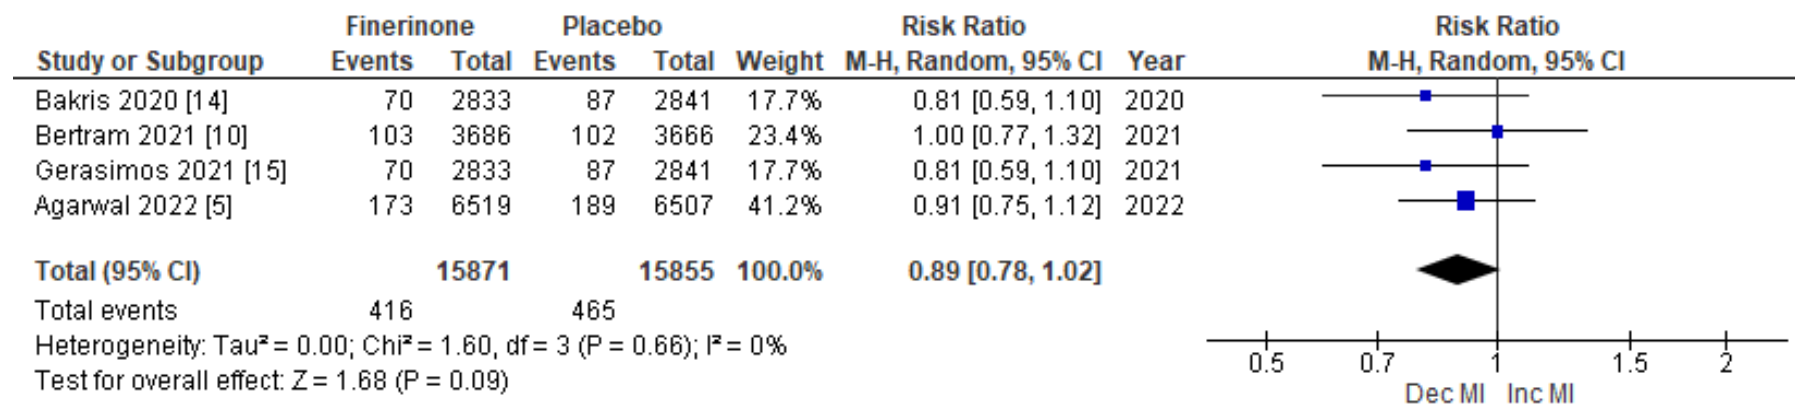 Finerinone Placebo Risk Ratio Risk Ratio
Study or Subgroup Events Total Events Total Weight M-H, Random, 95% CI Year M-H, Random, 95% CI
Bakris 2020 [14] 70 2833 87 2841 17.7% 0.81 [0.59, 1.10] 2020
Bertram 2021 [10] 103 3686 102 3666 23.4% 1.00 [0.77, 1.32] 2021
Gerasimos 2021 [15] 70 2833 87 2841 17.7% 0.81 [0.59, 1.10] 2021
Agarwal 2022 [5] 173 6519 189 6507 41.2% 0.91 [0.75, 1.12] 2022
Total (95% CI) 15871 15855 100.0% 0.89 [0.78, 1.02]
Total events 416 465
Heterogeneity: Tau² = 0.00; Chi² = 1.60, df = 3 (P = 0.66); I² = 0%
Test for overall effect: Z = 1.68 (P = 0.09)
0.5 0.7 1 1.5 2
Dec MI Inc MI